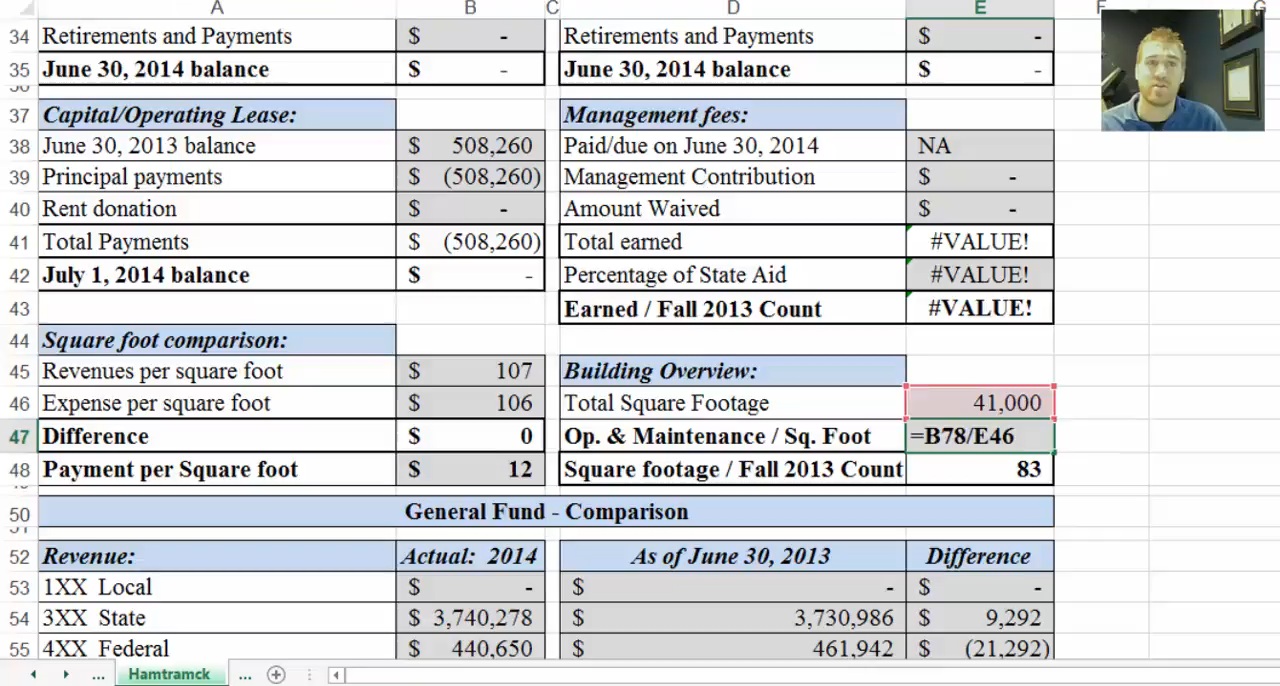 A B C D E F G
34 Retirements and Payments $ - Retirements and Payments $ -
35 June 30, 2014 balance $ - June 30, 2014 balance $ -
37 Capital/Operating Lease: Management fees:
38 June 30, 2013 balance $ 508,260 Paid/due on June 30, 2014 NA
39 Principal payments $ (508,260) Management Contribution $ -
40 Rent donation $ - Amount Waived $ -
41 Total Payments $ (508,260) Total earned #VALUE!
42 July 1, 2014 balance $ - Percentage of State Aid #VALUE!
43 Earned / Fall 2013 Count #VALUE!
44 Square foot comparison:
45 Revenues per square foot $ 107 Building Overview:
46 Expense per square foot $ 106 Total Square Footage 41,000
47 Difference $ 0 Op. & Maintenance / Sq. Foot =B78/E46
48 Payment per Square foot $ 12 Square footage / Fall 2013 Count 83
50 General Fund - Comparison
52 Revenue: Actual: 2014 As of June 30, 2013 Difference
53 1XX Local $ - $ - $ -
54 3XX State $ 3,740,278 $ 3,730,986 $ 9,292
55 4XX Federal $ 440,650 $ 461,942 $ (21,292)
... Hamtramck ...